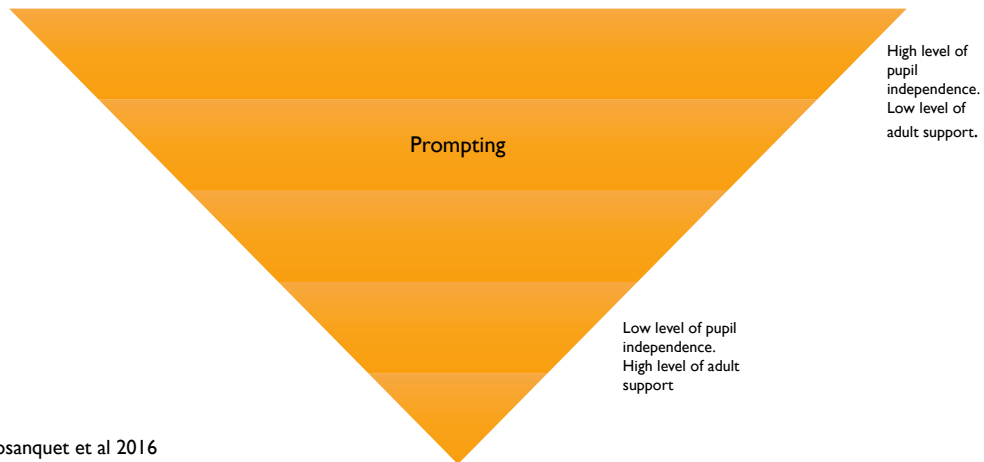 High level of
pupil
independence.
Low level of
adult support.
Prompting
Low level of pupil
independence.
High level of adult
support
osanquet et al 2016